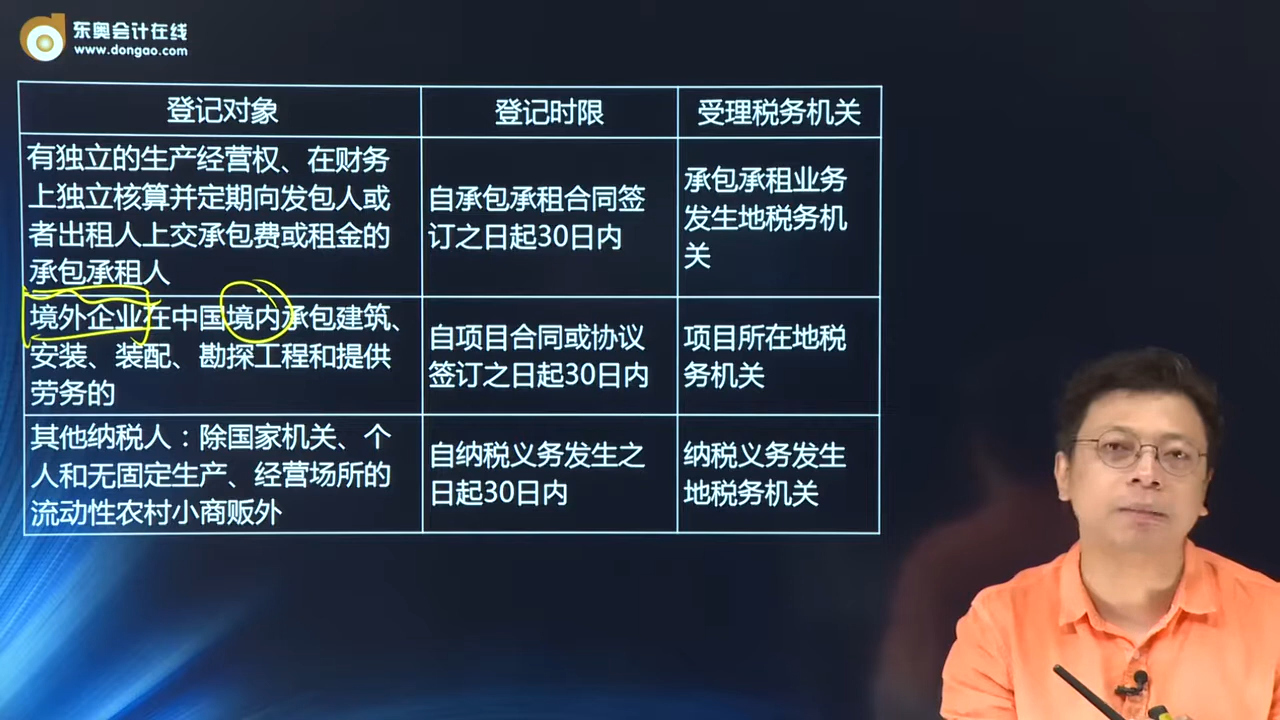 东奥会计在线
www.dongao.com
登记对象
登记时限
受理税务机关
有独立的生产经营权、在财务
上独立核算并定期向发包人或
者出租人上交承包费或租金的
承包承租人
自承包承租合同签
订之日起30日内
承包承租业务
发生地税务机
关
境外企业在中国境内承包建筑、
安装、装配、勘探工程和提供
劳务的
自项目合同或协议
签订之日起30日内
项目所在地税
务机关
其他纳税人：除国家机关、个
人和无固定生产、经营场所的
流动性农村小商贩外
自纳税义务发生之
日起30日内
纳税义务发生
地税务机关